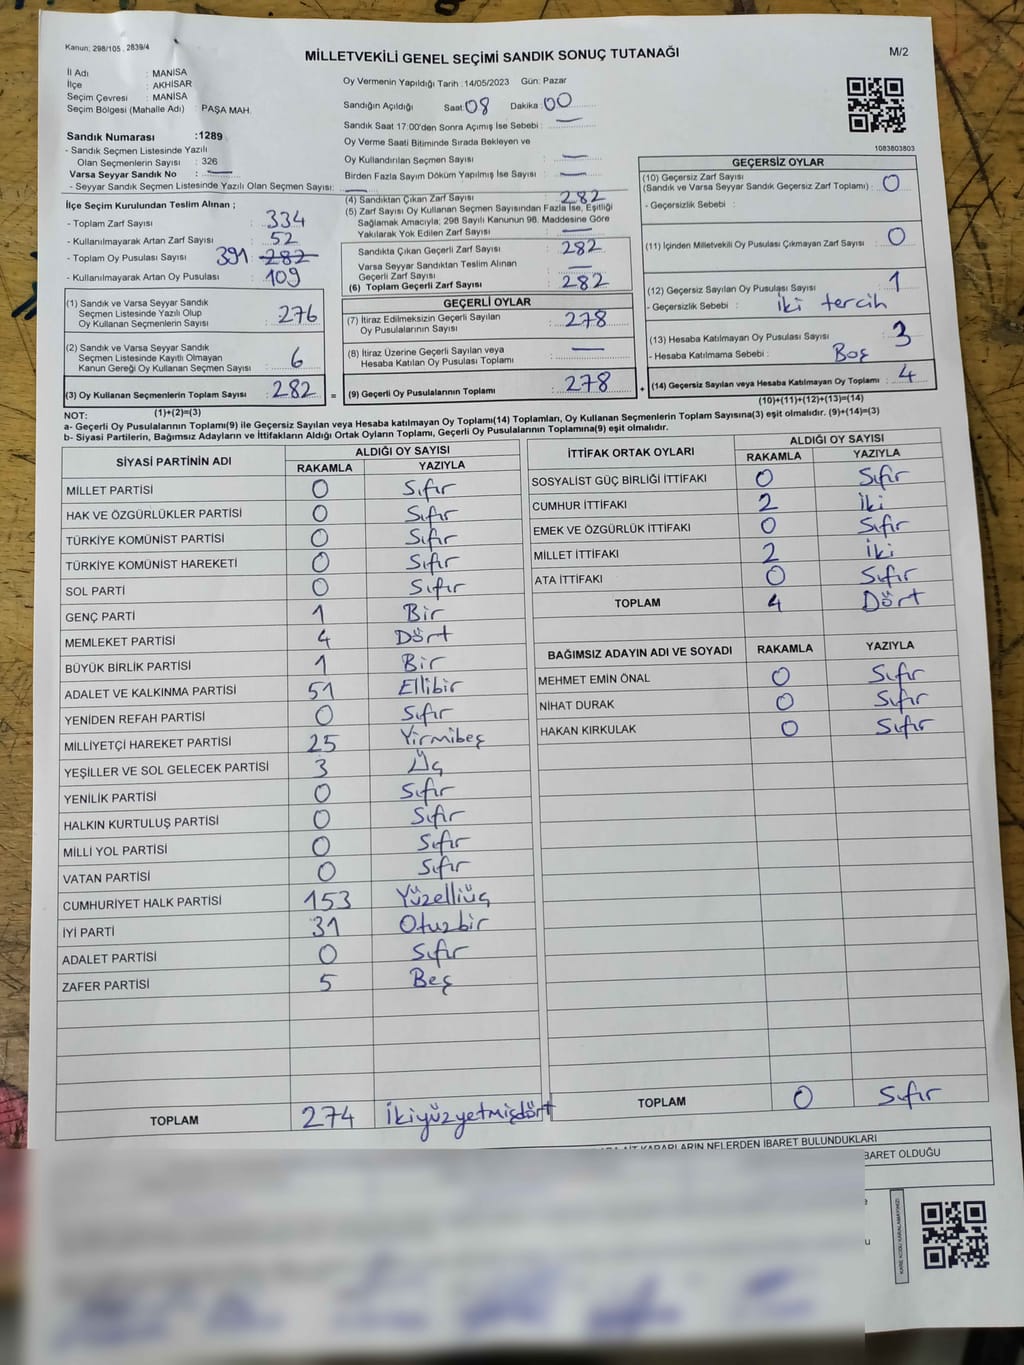 Kanun; 298/105 , 2839/4
MİLLETVEKİLİ GENEL SEÇİMİ SANDIK SONUÇ TUTANAĞI
M/2
İl Adı : MANİSA
İlçe : AKHİSAR
Seçim Çevresi : MANİSA
Seçim Bölgesi (Mahalle Adı) : PAŞA MAH.
Sandık Numarası :1289
- Sandık Seçmen Listesinde Yazılı
Olan Seçmenlerin Sayısı : 326
Varsa Seyyar Sandık No : —
- Seyyar Sandık Seçmen Listesinde Yazılı Olan Seçmen Sayısı: —
Oy Vermenin Yapıldığı Tarih :14/05/2023 Gün: Pazar
Sandığın Açıldığı Saat: 08 Dakika: 00
Sandık Saat 17:00'den Sonra Açımış İse Sebebi : —
Oy Verme Saati Bitiminde Sırada Bekleyen ve
Oy Kullandırılan Seçmen Sayısı : —
Birden Fazla Sayım Döküm Yapılmış İse Sayısı : —
1083803803
İlçe Seçim Kurulundan Teslim Alınan ;
- Toplam Zarf Sayısı : 334
- Kullanılmayarak Artan Zarf Sayısı : 52
- Toplam Oy Pusulası Sayısı 391 282
- Kullanılmayarak Artan Oy Pusulası : 109
(1) Sandık ve Varsa Seyyar Sandık
Seçmen Listesinde Yazılı Olup
Oy Kullanan Seçmenlerin Sayısı : 276
(2) Sandık ve Varsa Seyyar Sandık
Seçmen Listesinde Kayıtlı Olmayan
Kanun Gereği Oy Kullanan Seçmen Sayısı : 6
(3) Oy Kullanan Seçmenlerin Toplam Sayısı : 282 =
(4) Sandıktan Çıkan Zarf Sayısı : 282
(5) Zarf Sayısı Oy Kullanan Seçmen Sayısından Fazla İse, Eşitliği
Sağlamak Amacıyla; 298 Sayılı Kanunun 98. Maddesine Göre
Yakılarak Yok Edilen Zarf Sayısı : —
Sandıkta Çıkan Geçerli Zarf Sayısı : 282
Varsa Seyyar Sandıktan Teslim Alınan
Geçerli Zarf Sayısı : —
(6) Toplam Geçerli Zarf Sayısı : 282
GEÇERLİ OYLAR
(7) İtiraz Edilmeksizin Geçerli Sayılan
Oy Pusulalarının Sayısı : 278
(8) İtiraz Üzerine Geçerli Sayılan veya
Hesaba Katılan Oy Pusulası Toplamı : —
(9) Geçerli Oy Pusulalarının Toplamı : 278 +
GEÇERSİZ OYLAR
(10) Geçersiz Zarf Sayısı
(Sandık ve Varsa Seyyar Sandık Geçersiz Zarf Toplamı) : 0
- Geçersizlik Sebebi :
(11) İçinden Milletvekili Oy Pusulası Çıkmayan Zarf Sayısı : 0
(12) Geçersiz Sayılan Oy Pusulası Sayısı : 1
- Geçersizlik Sebebi : iki tercih
(13) Hesaba Katılmayan Oy Pusulası Sayısı : 3
- Hesaba Katılmama Sebebi : Boş
(14) Geçersiz Sayılan veya Hesaba Katılmayan Oy Toplamı : 4
NOT: (1)+(2)=(3) (10)+(11)+(12)+(13)=(14)
a- Geçerli Oy Pusulalarının Toplamı(9) ile Geçersiz Sayılan veya Hesaba katılmayan Oy Toplamı(14) Toplamları, Oy Kullanan Seçmenlerin Toplam Sayısına(3) eşit olmalıdır. (9)+(14)=(3)
b- Siyasi Partilerin, Bağımsız Adayların ve İttifakların Aldığı Ortak Oyların Toplamı, Geçerli Oy Pusulalarının Toplamına(9) eşit olmalıdır.
SİYASİ PARTİNİN ADI ALDIĞI OY SAYISI
RAKAMLA YAZIYLA
MİLLET PARTİSİ 0 Sıfır
HAK VE ÖZGÜRLÜKLER PARTİSİ 0 Sıfır
TÜRKİYE KOMÜNİST PARTİSİ 0 Sıfır
TÜRKİYE KOMÜNİST HAREKETİ 0 Sıfır
SOL PARTİ 0 Sıfır
GENÇ PARTİ 1 Bir
MEMLEKET PARTİSİ 4 Dört
BÜYÜK BİRLİK PARTİSİ 1 Bir
ADALET VE KALKINMA PARTİSİ 51 Ellibir
YENİDEN REFAH PARTİSİ 0 Sıfır
MİLLİYETÇİ HAREKET PARTİSİ 25 Yirmibeş
YEŞİLLER VE SOL GELECEK PARTİSİ 3 Üç
YENİLİK PARTİSİ 0 Sıfır
HALKIN KURTULUŞ PARTİSİ 0 Sıfır
MİLLİ YOL PARTİSİ 0 Sıfır
VATAN PARTİSİ 0 Sıfır
CUMHURİYET HALK PARTİSİ 153 Yüzelliüç
İYİ PARTİ 31 Otuzbir
ADALET PARTİSİ 0 Sıfır
ZAFER PARTİSİ 5 Beş
TOPLAM 274 İkiyüzyetmişdört
İTTİFAK ORTAK OYLARI ALDIĞI OY SAYISI
RAKAMLA YAZIYLA
SOSYALİST GÜÇ BİRLİĞİ İTTİFAKI 0 Sıfır
CUMHUR İTTİFAKI 2 İki
EMEK VE ÖZGÜRLÜK İTTİFAKI 0 Sıfır
MİLLET İTTİFAKI 2 İki
ATA İTTİFAKI 0 Sıfır
TOPLAM 4 Dört
BAĞIMSIZ ADAYIN ADI VE SOYADI RAKAMLA YAZIYLA
MEHMET EMİN ÖNAL 0 Sıfır
NİHAT DURAK 0 Sıfır
HAKAN KIRKULAK 0 Sıfır
TOPLAM 0 Sıfır
KARARLARIN NELERDEN İBARET BULUNDUKLARI
BARET OLDUĞU
KARE KODU KARALAMAYINIZ!